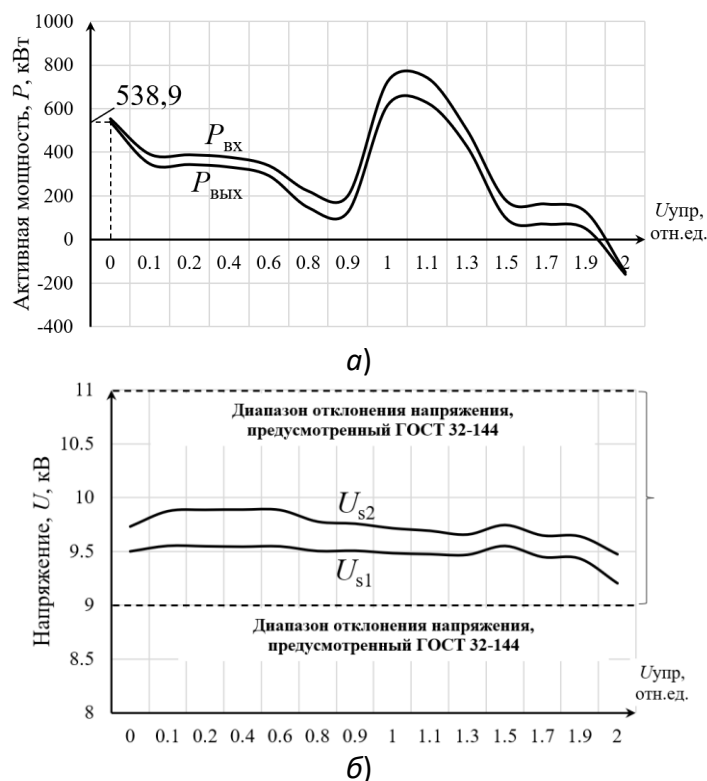 Активная мощность, P, кВт
1000
800
600
400
200
0
-200
-400
538,9
Pвх
Pвых
Uупр,
отн.ед.
0 0.1 0.2 0.4 0.6 0.8 0.9 1 1.1 1.3 1.5 1.7 1.9 2
а)
Напряжение, U, кВ
11
10.5
10
9.5
9
8.5
8
Диапазон отклонения напряжения,
предусмотренный ГОСТ 32-144
Us2
Us1
Диапазон отклонения напряжения,
предусмотренный ГОСТ 32-144
Uупр,
отн.ед.
0 0.1 0.2 0.4 0.6 0.8 0.9 1 1.1 1.3 1.5 1.7 1.9 2
б)